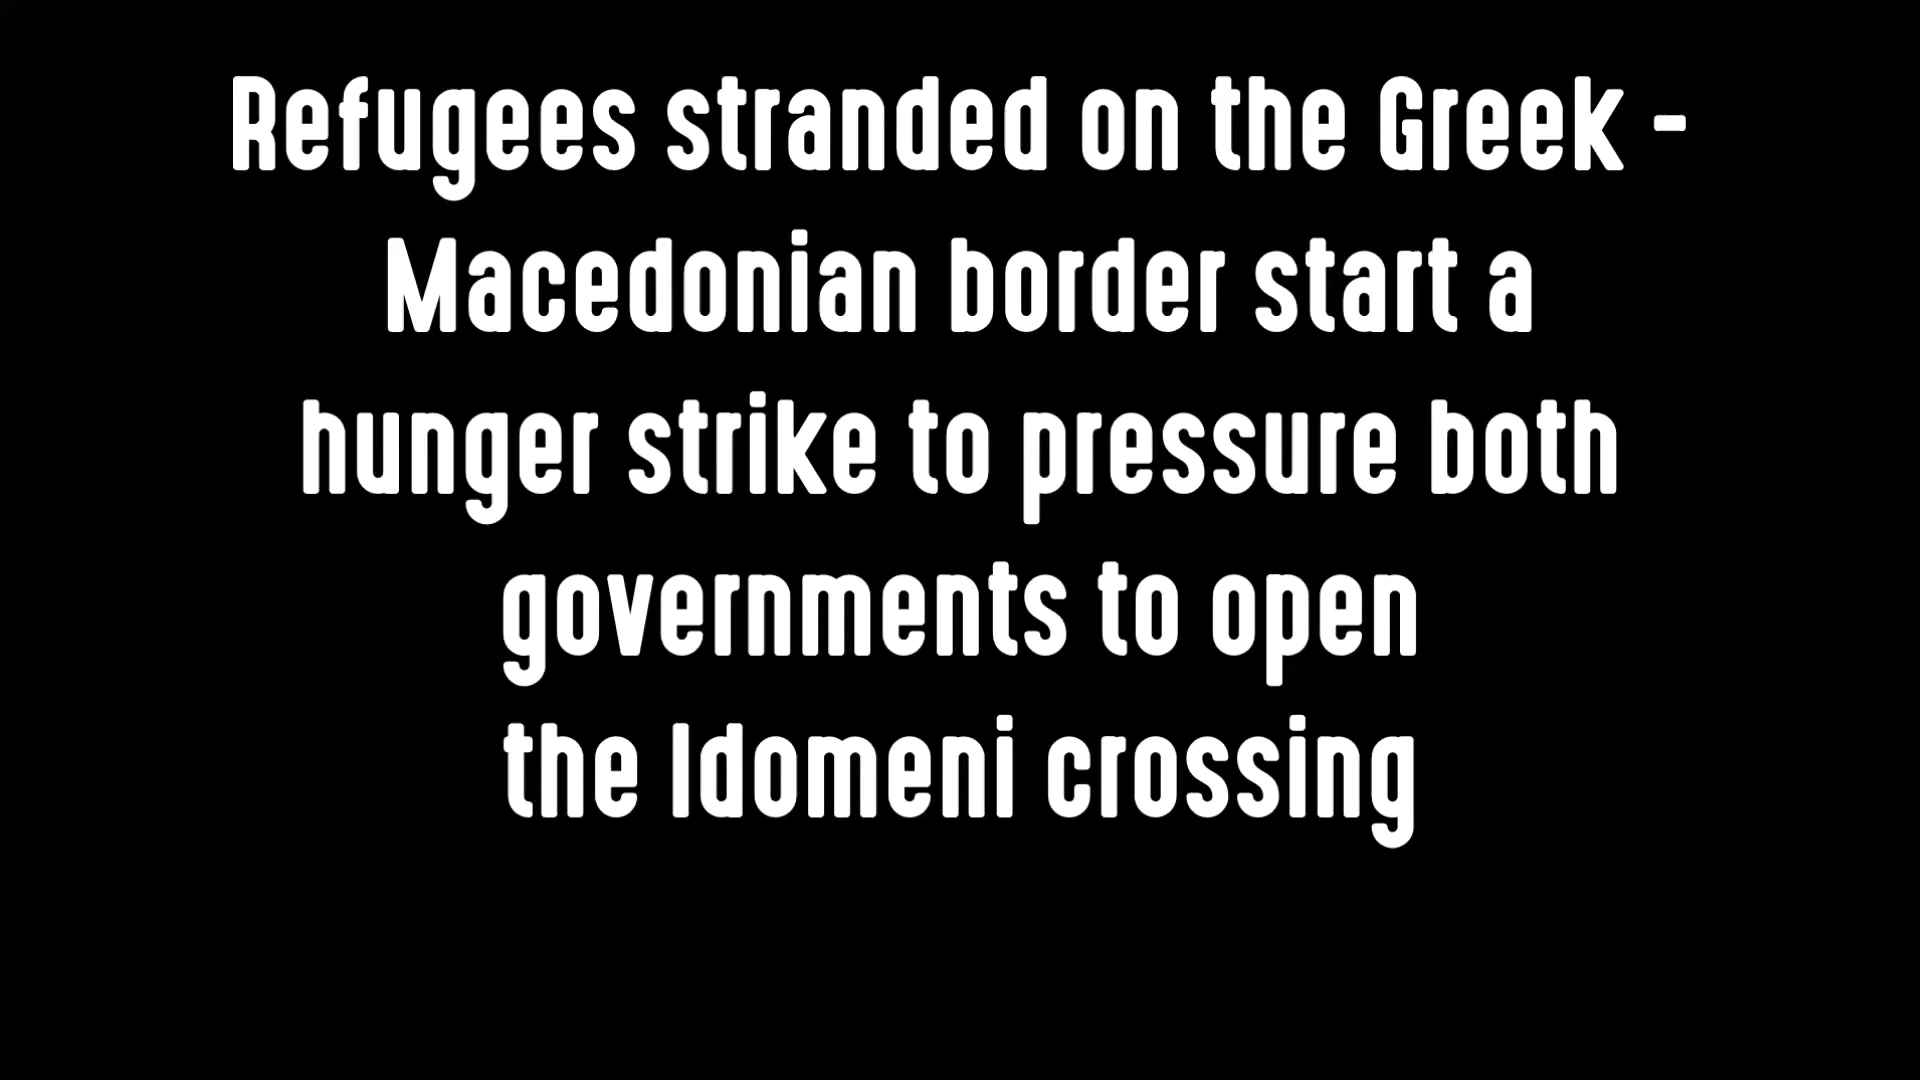 Refugees stranded on the Greek -
Macedonian border start a
hunger strike to pressure both
governments to open
the Idomeni crossing